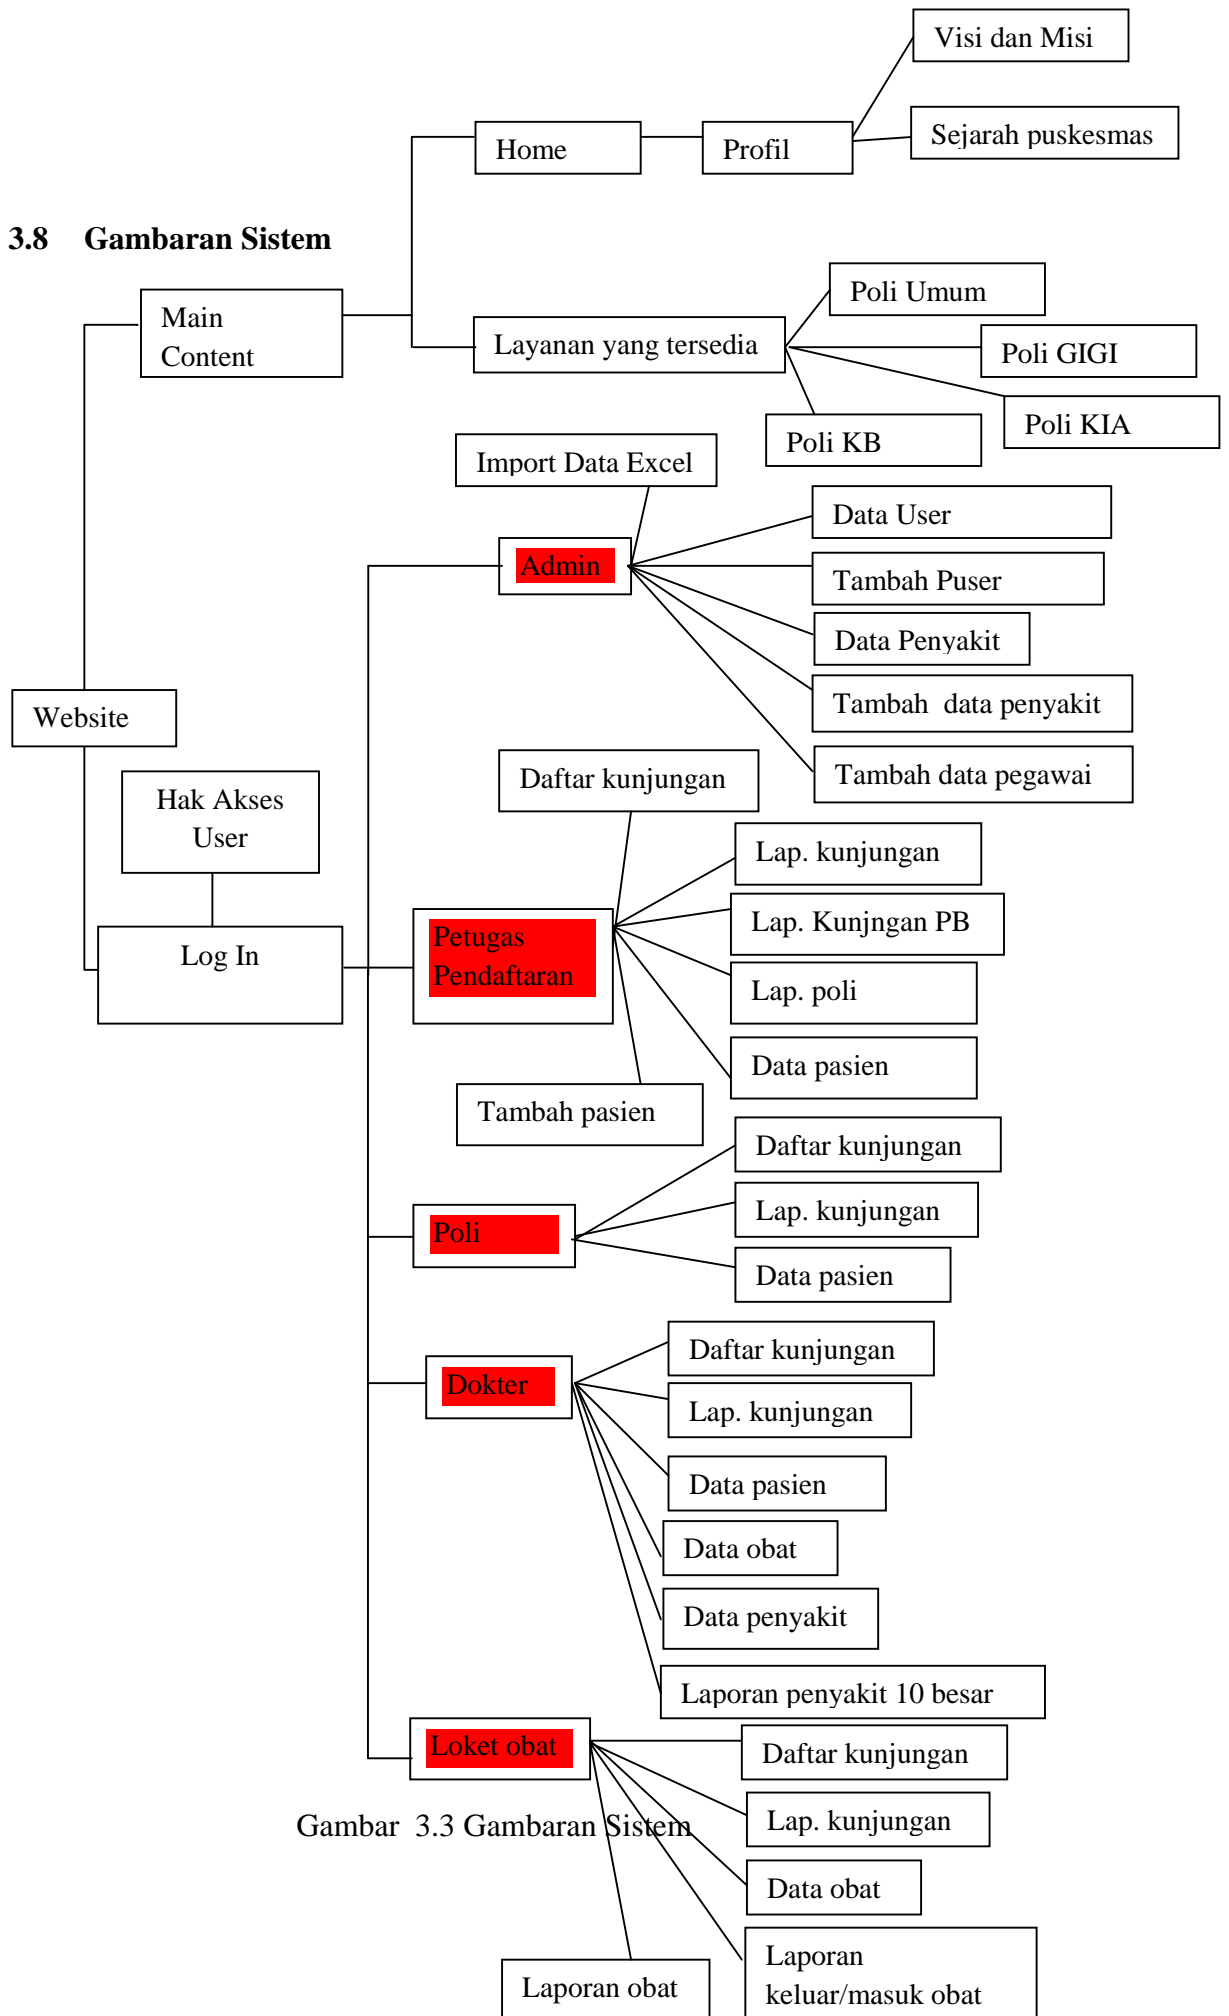 Visi dan Misi
Home
Profil
Sejarah puskesmas
3.8 Gambaran Sistem
Main
Content
Layanan yang tersedia
Poli Umum
Poli GIGI
Poli KIA
Poli KB
Import Data Excel
Admin
Data User
Tambah Puser
Data Penyakit
Tambah data penyakit
Tambah data pegawai
Website
Hak Akses
User
Log In
Daftar kunjungan
Petugas
Pendaftaran
Lap. kunjungan
Lap. Kunjngan PB
Lap. poli
Data pasien
Tambah pasien
Poli
Daftar kunjungan
Lap. kunjungan
Data pasien
Dokter
Daftar kunjungan
Lap. kunjungan
Data pasien
Data obat
Data penyakit
Laporan penyakit 10 besar
Loket obat
Daftar kunjungan
Lap. kunjungan
Data obat
Laporan
keluar/masuk obat
Laporan obat
Gambar 3.3 Gambaran Sistem